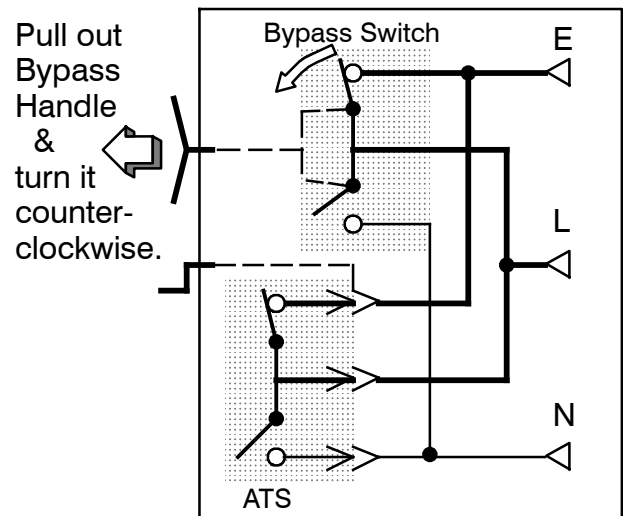 Pull out
Bypass
Handle
&
turn it
counter-
clockwise.
Bypass Switch
E
L
N
ATS